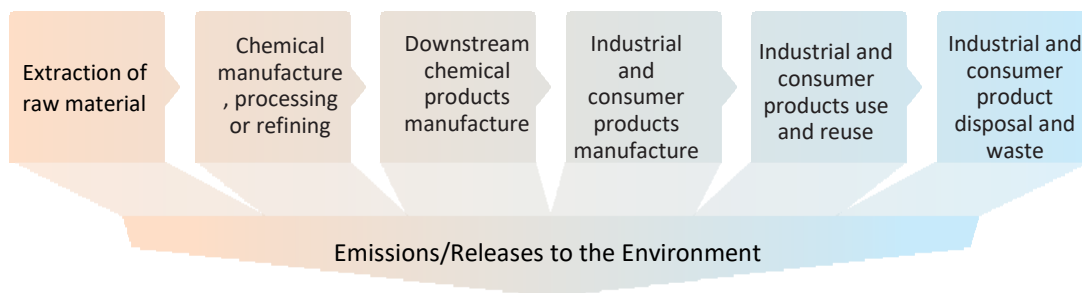 Extraction of
raw material
Chemical
manufacture
, processing
or refining
Downstream
chemical
products
manufacture
Industrial
and
consumer
products
manufacture
Industrial and
consumer
products use
and reuse
Industrial and
consumer
product
disposal and
waste
Emissions/Releases to the Environment